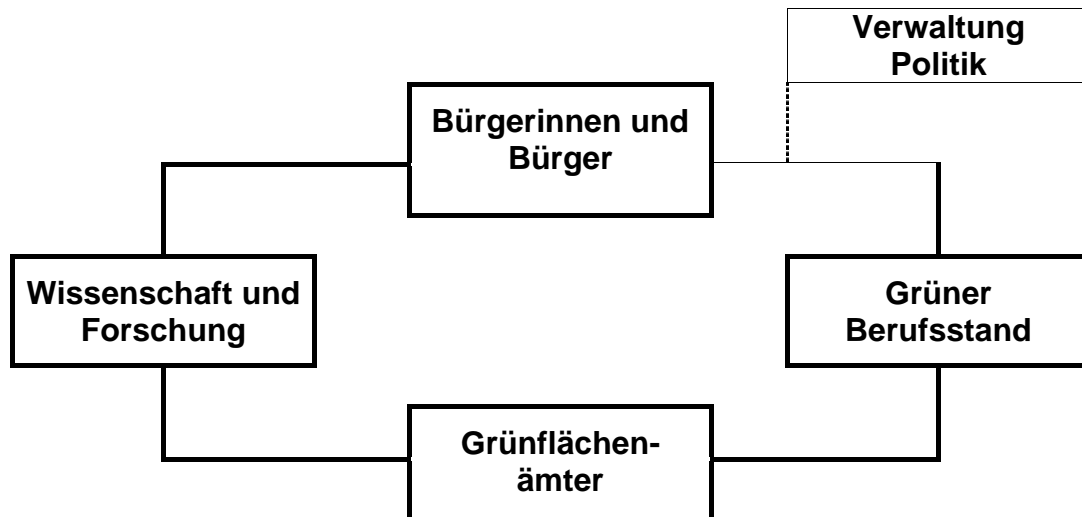 Verwaltung
Politik
Bürgerinnen und
Bürger
Wissenschaft und
Forschung
Grüner
Berufsstand
Grünflächen-
ämter